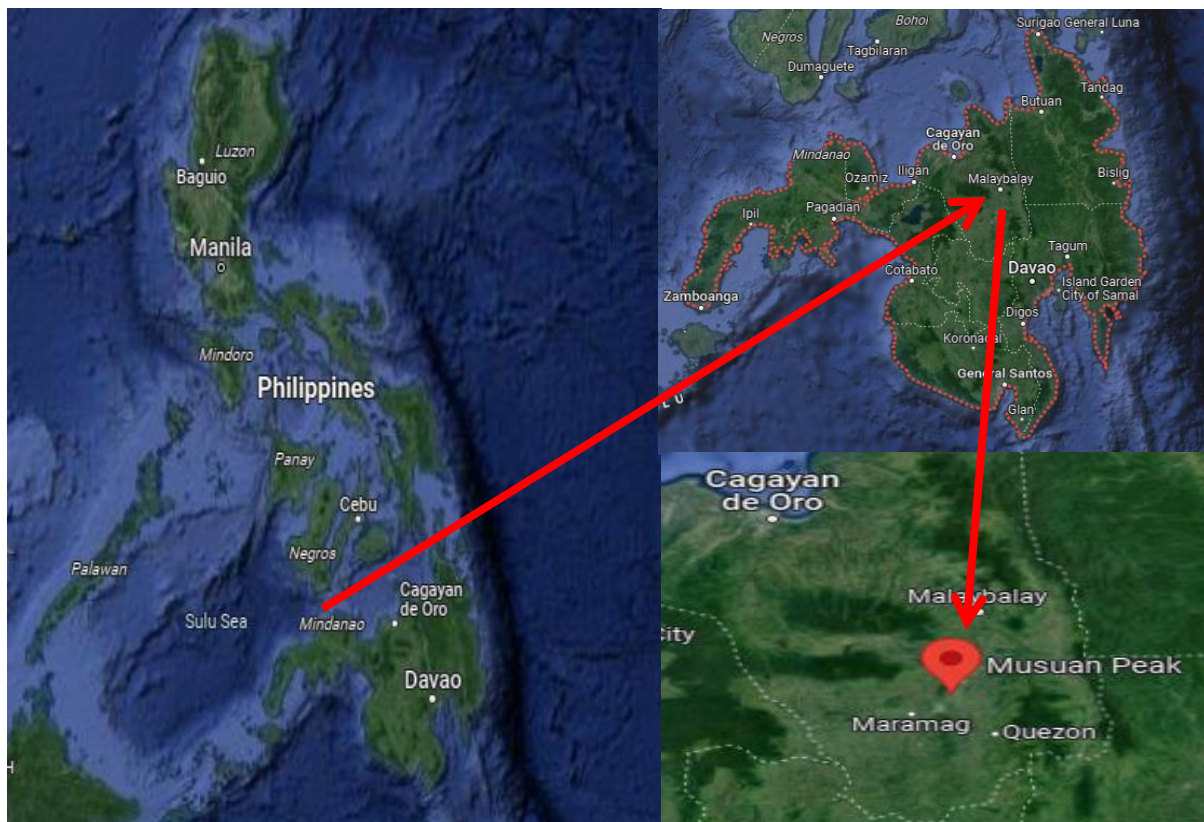 Luzon
Baguio
Manila
Mindoro
Philippines
Panay
Cebu
Negros
Palawan
Cagayan
de Oro
Sulu Sea
Mindanao
Davao
H
Negros
Bohol
Tagbilaran
Dumaguete
Surigao General Luna
Tandag
Butuan
Cagayan
de Oro
Mindanao
Iligan
Ozamiz
Malaybalay
Bislig
Ipil
Pagadian
Tagum
Cotabato
Davao
Island Garden
City of Samal
Zamboanga
Digos
Koronadal
General Santos
Glan
L U
Cagayan
de Oro
Malaybalay
City
Musuan Peak
Maramag
Quezon